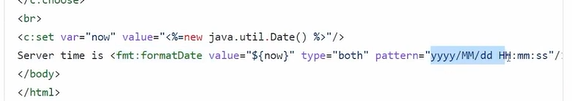 </c:choose>
<br>
<c:set var="now" value="<%=new java.util.Date() %>"/>
Server time is <fmt:formatDate value="${now}" type="both" pattern="yyyy/MM/dd HH:mm:ss"/
</body>
</html>